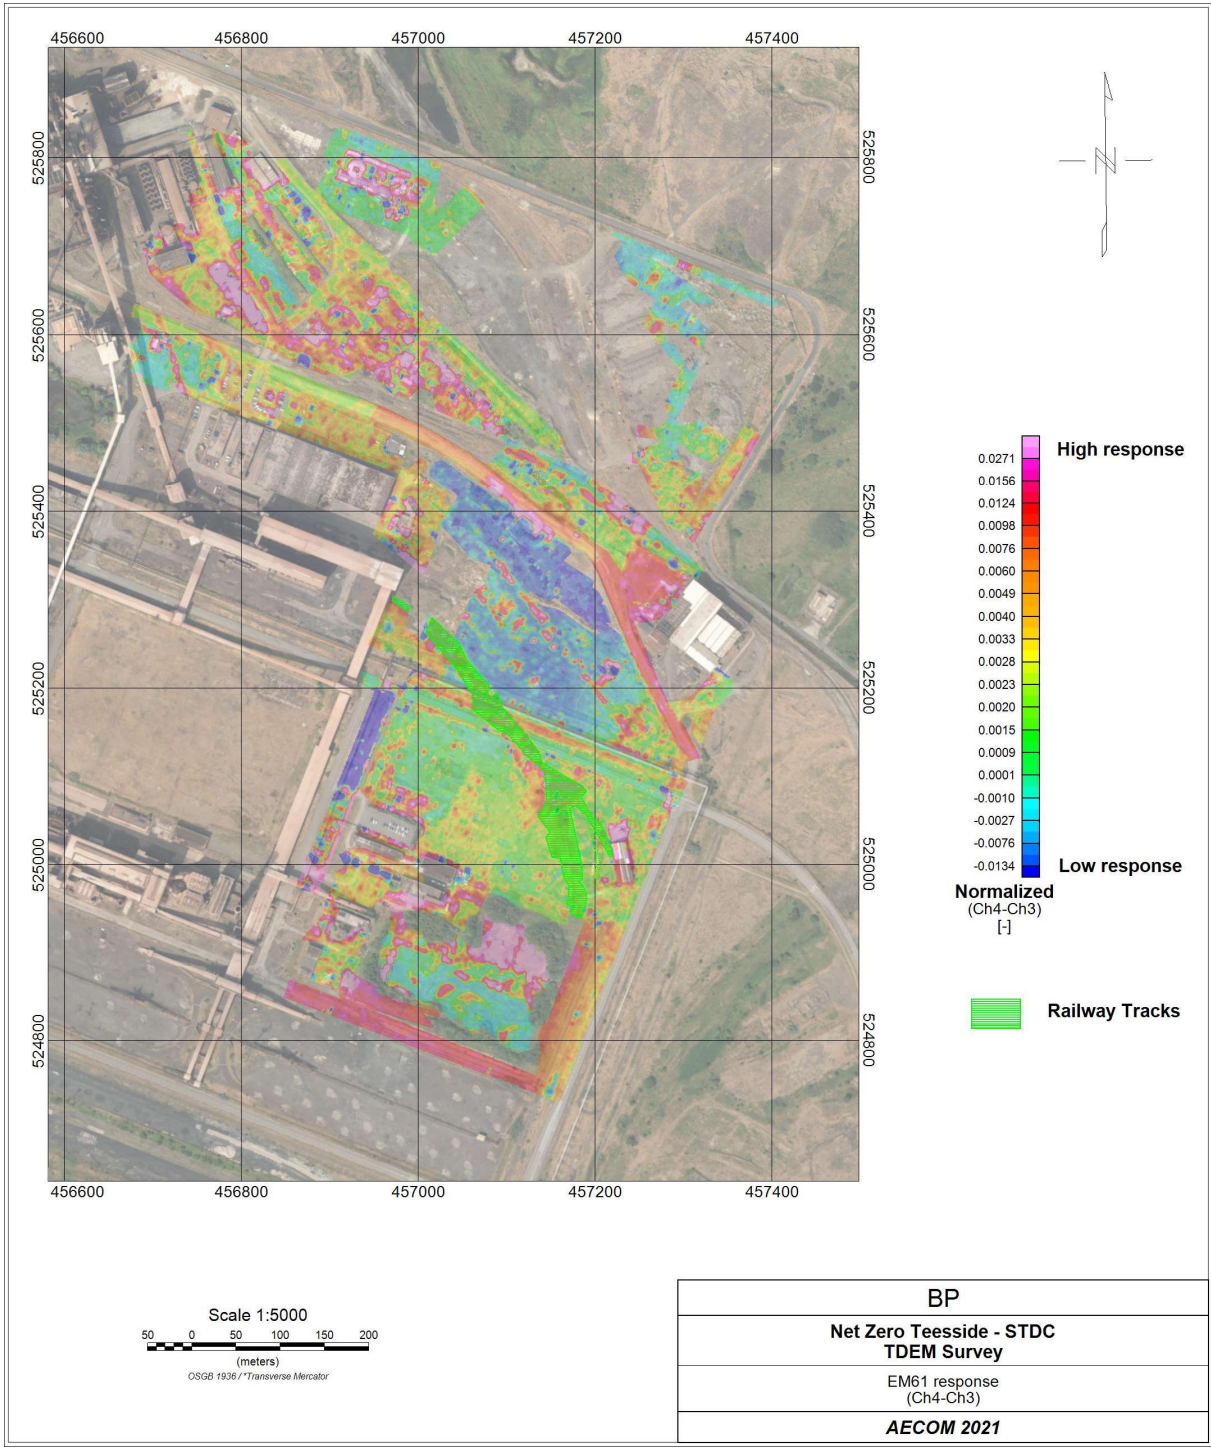 456600 456800 457000 457200 457400
525800 525800
525600 525600
525400 525400
525200 525200
525000 525000
524800 524800
456600 456800 457000 457200 457400
N
High response
0.0271
0.0156
0.0124
0.0098
0.0076
0.0060
0.0049
0.0040
0.0033
0.0028
0.0023
0.0020
0.0015
0.0009
0.0001
-0.0010
-0.0027
-0.0076
-0.0134
Low response
Normalized
(Ch4-Ch3)
[-]
Railway Tracks
Scale 1:5000
50 0 50 100 150 200
(meters)
OSGB 1936 / *Transverse Mercator
BP
Net Zero Teesside - STDC
TDEM Survey
EM61 response
(Ch4-Ch3)
AECOM 2021